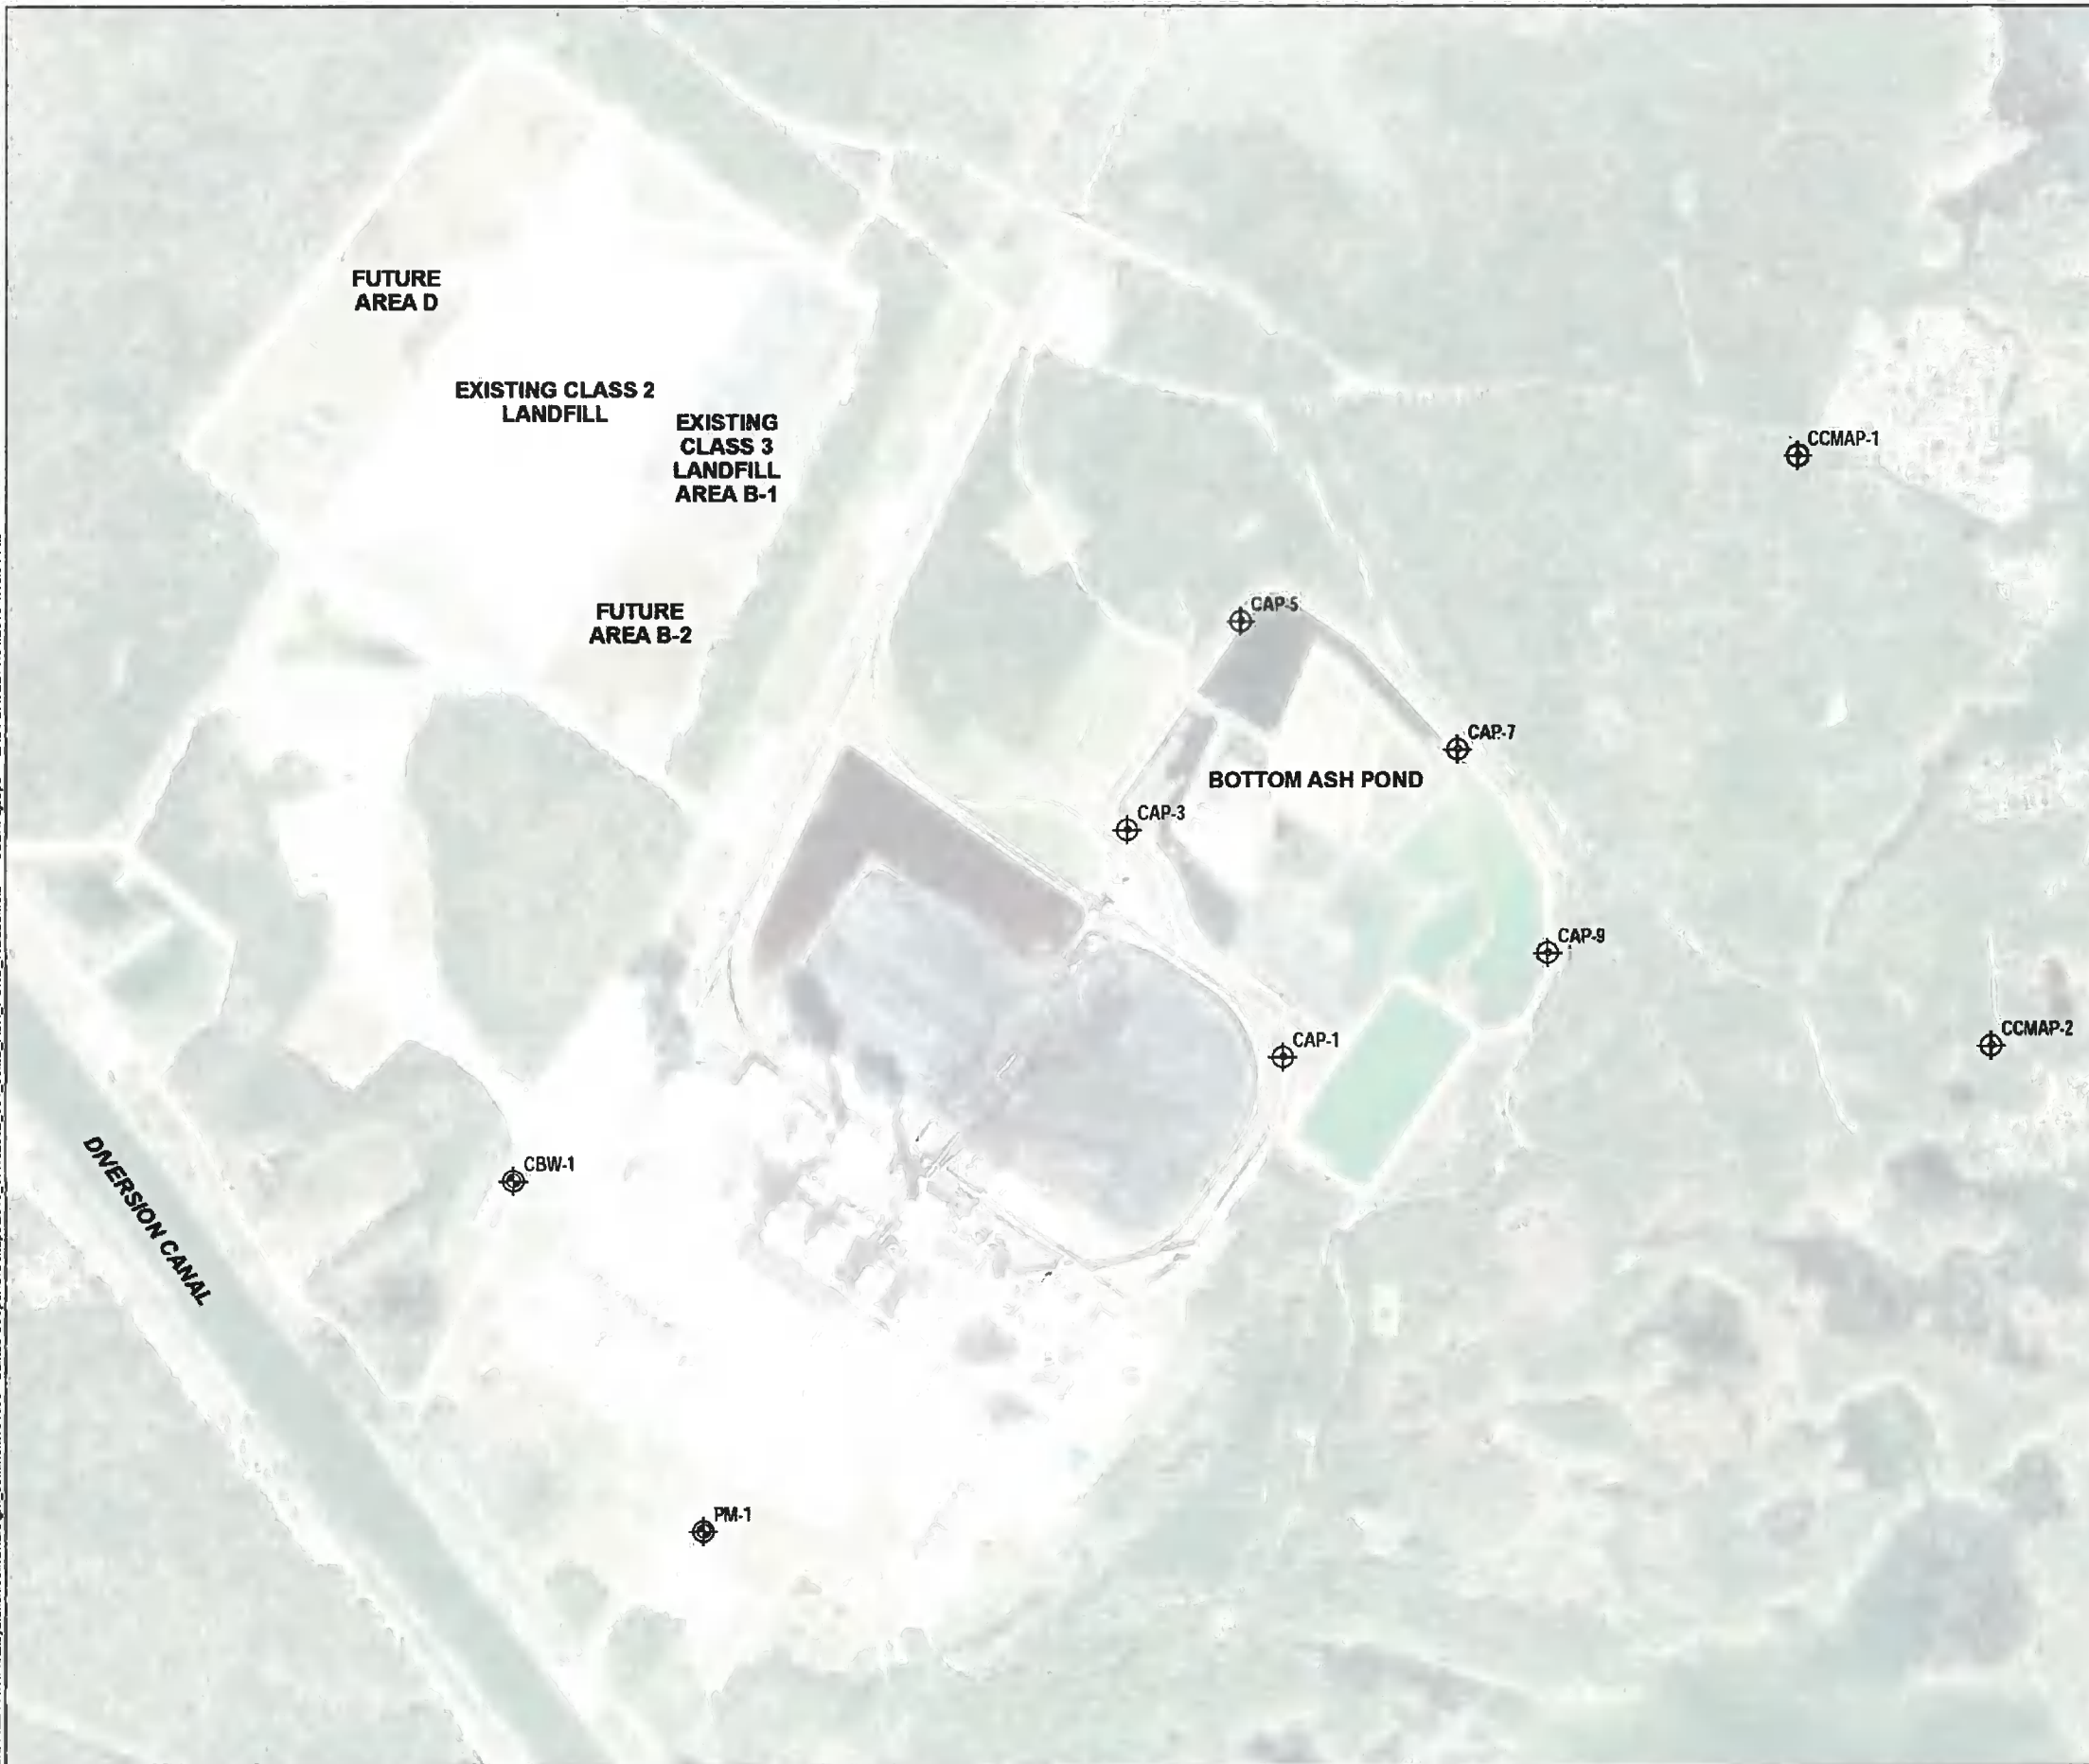 FUTURE
AREA D
EXISTING CLASS 2
LANDFILL
EXISTING
CLASS 3
LANDFILL
AREA B-1
CCMAP-1
FUTURE
AREA B-2
CAP-5
CAP-7
BOTTOM ASH POND
CAP-3
CAP-9
CCMAP-2
CAP-1
CBW-1
DIVERSION CANAL
PM-1